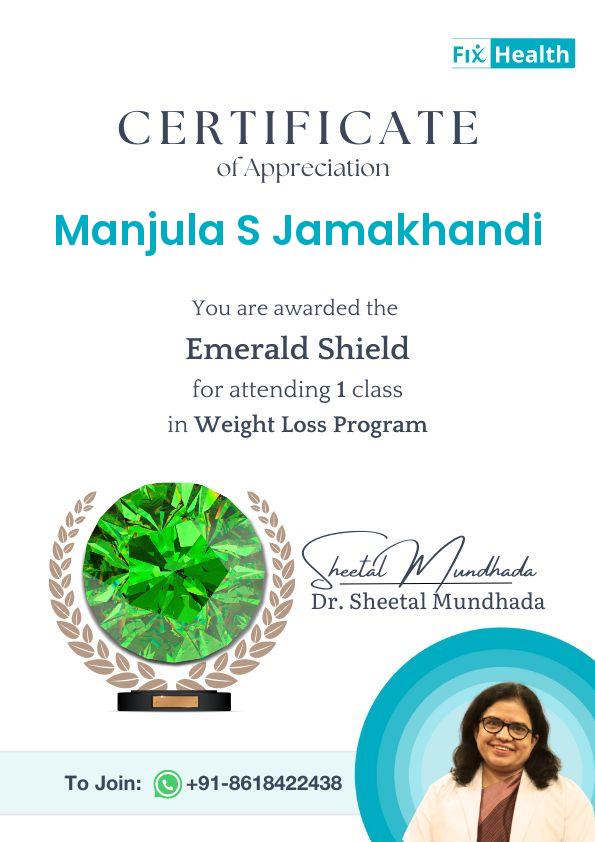 Fix Health
CERTIFICATE
of Appreciation
Manjula S Jamakhandi
You are awarded the
Emerald Shield
for attending 1 class
in Weight Loss Program
Sheetal Mundhada
Dr. Sheetal Mundhada
To Join: +91-8618422438